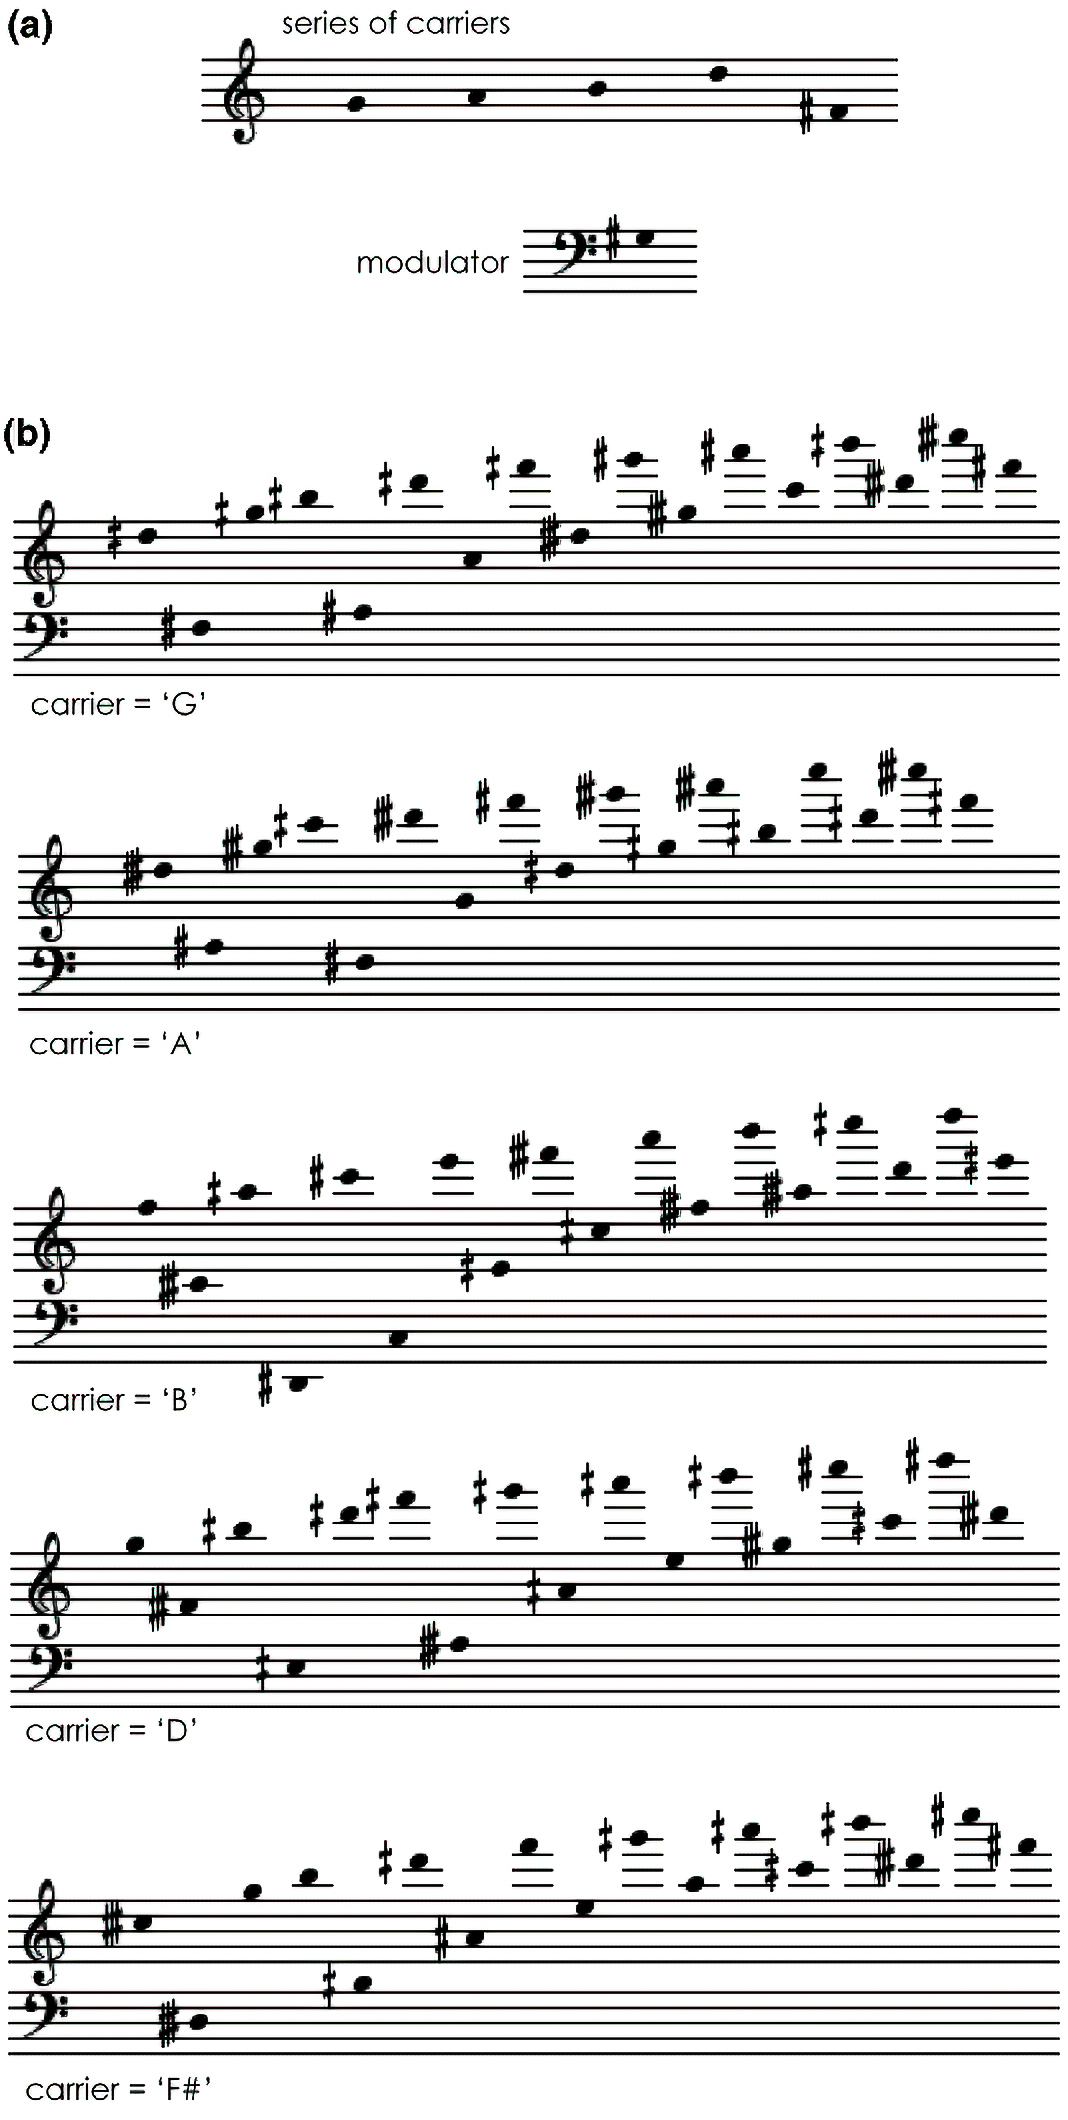 (a)
series of carriers
modulator
(b)
carrier = ‘G’
carrier = ‘A’
carrier = ‘B’
carrier = ‘D’
carrier = ‘F#’